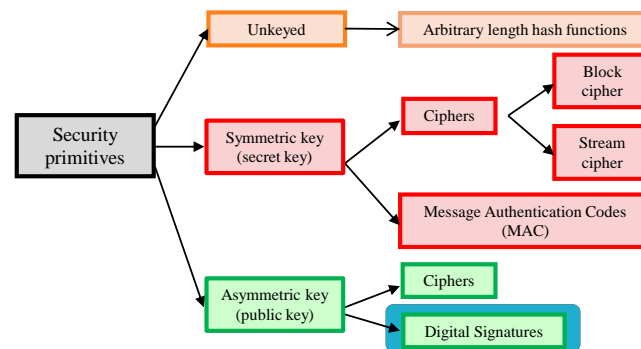 Unkeyed
Arbitrary length hash functions
Security
primitives
Symmetric key
(secret key)
Ciphers
Block
cipher
Stream
cipher
Message Authentication Codes
(MAC)
Asymmetric key
(public key)
Ciphers
Digital Signatures